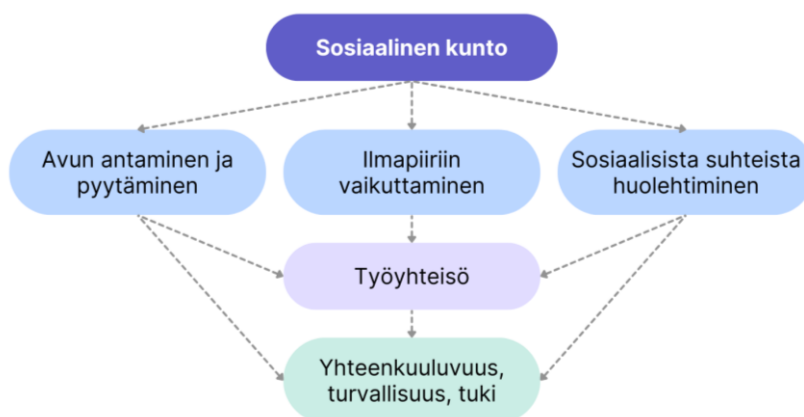 Sosiaalinen kunto
Avun antaminen ja
pyytäminen
Ilmapiiriin
vaikuttaminen
Sosiaalisista suhteista
huolehtiminen
Työyhteisö
Yhteenkuuluvuus,
turvallisuus, tuki